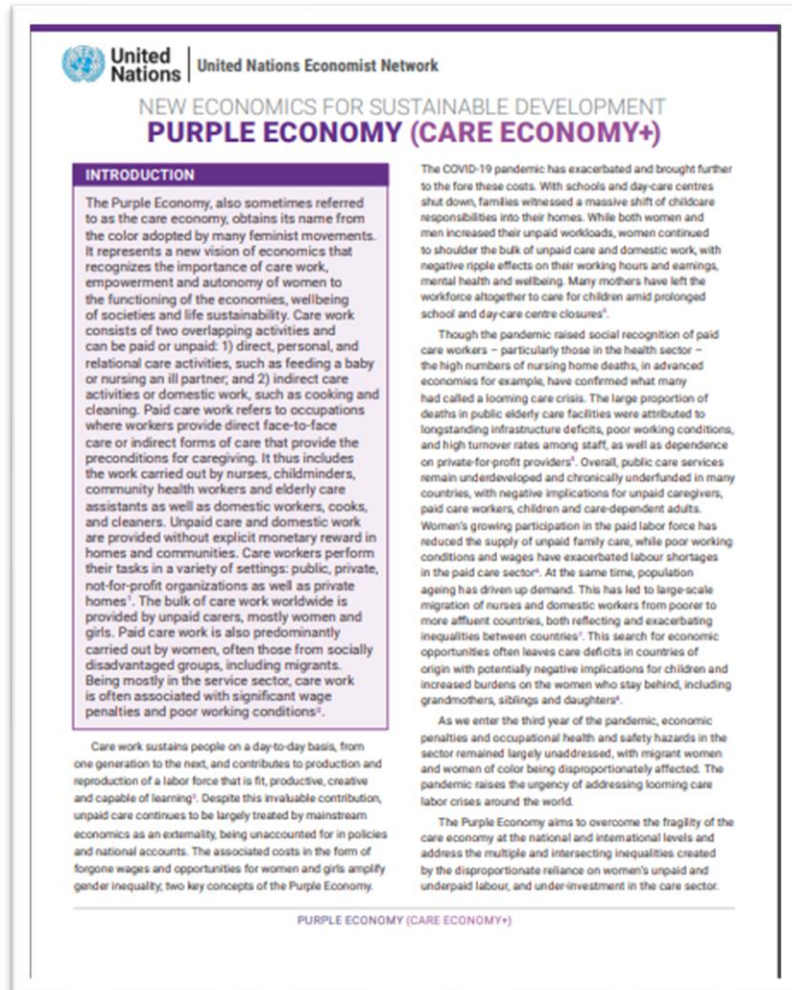 United
Nations
United Nations Economist Network
NEW ECONOMICS FOR SUSTAINABLE DEVELOPMENT
PURPLE ECONOMY (CARE ECONOMY+)
INTRODUCTION
The Purple Economy, also sometimes referred
to as the care economy, obtains its name from
the color adopted by many feminist movements.
It represents a new vision of economics that
recognizes the importance of care work,
empowerment and autonomy of women to
the functioning of the economies, wellbeing
of societies and life sustainability. Care work
consists of two overlapping activities and
can be paid or unpaid: 1) direct, personal, and
relational care activities, such as feeding a baby
or nursing an ill partner; and 2) indirect care
activities or domestic work, such as cooking and
cleaning. Paid care work refers to occupations
where workers provide direct face-to-face
care or indirect forms of care that provide the
preconditions for caregiving. It thus includes
the work carried out by nurses, childminders,
community health workers and elderly care
assistants as well as domestic workers, cooks,
and cleaners. Unpaid care and domestic work
are provided without explicit monetary reward in
homes and communities. Care workers perform
their tasks in a variety of settings: public, private,
not-for-profit organizations as well as private
homes¹. The bulk of care work worldwide is
provided by unpaid carers, mostly women and
girls. Paid care work is also predominantly
carried out by women, often those from socially
disadvantaged groups, including migrants.
Being mostly in the service sector, care work
is often associated with significant wage
penalties and poor working conditions².
Care work sustains people on a day-to-day basis, from
one generation to the next, and contributes to production and
reproduction of a labor force that is fit, productive, creative
and capable of learning³. Despite this invaluable contribution,
unpaid care continues to be largely treated by mainstream
economics as an externality, being unaccounted for in policies
and national accounts. The associated costs in the form of
forgone wages and opportunities for women and girls amplify
gender inequality; two key concepts of the Purple Economy.
The COVID-19 pandemic has exacerbated and brought further
to the fore these costs. With schools and day-care centres
shut down, families witnessed a massive shift of childcare
responsibilities into their homes. While both women and
men increased their unpaid workloads, women continued
to shoulder the bulk of unpaid care and domestic work, with
negative ripple effects on their working hours and earnings,
mental health and wellbeing. Many mothers have left the
workforce altogether to care for children amid prolonged
school and day-care centre closures⁴.
Though the pandemic raised social recognition of paid
care workers – particularly those in the health sector –
the high numbers of nursing home deaths, in advanced
economies for example, have confirmed what many
had called a looming care crisis. The large proportion of
deaths in public elderly care facilities were attributed to
longstanding infrastructure deficits, poor working conditions,
and high turnover rates among staff, as well as dependence
on private-for-profit providers⁵. Overall, public care services
remain underdeveloped and chronically underfunded in many
countries, with negative implications for unpaid caregivers,
paid care workers, children and care-dependent adults.
Women's growing participation in the paid labor force has
reduced the supply of unpaid family care, while poor working
conditions and wages have exacerbated labour shortages
in the paid care sector⁶. At the same time, population
ageing has driven up demand. This has led to large-scale
migration of nurses and domestic workers from poorer to
more affluent countries, both reflecting and exacerbating
inequalities between countries⁷. This search for economic
opportunities often leaves care deficits in countries of
origin with potentially negative implications for children and
increased burdens on the women who stay behind, including
grandmothers, siblings and daughters⁸.
As we enter the third year of the pandemic, economic
penalties and occupational health and safety hazards in the
sector remained largely unaddressed, with migrant women
and women of color being disproportionately affected. The
pandemic raises the urgency of addressing looming care
labor crises around the world.
The Purple Economy aims to overcome the fragility of the
care economy at the national and international levels and
address the multiple and intersecting inequalities created
by the disproportionate reliance on women's unpaid and
underpaid labour, and under-investment in the care sector.
PURPLE ECONOMY (CARE ECONOMY+)